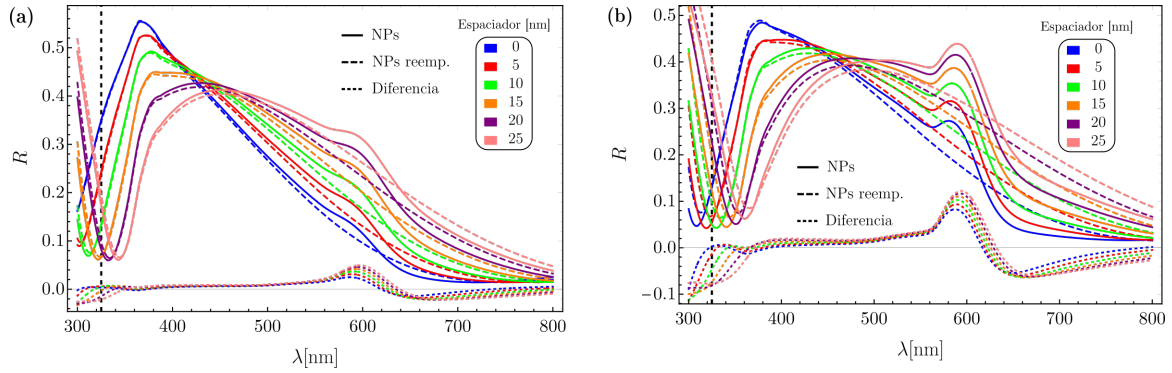 (a)
R
0.5
0.4
0.3
0.2
0.1
0.0
300 400 500 600 700 800
λ[nm]
NPs
NPs reemp.
Diferencia
Espaciador [nm]
0
5
10
15
20
25
(b)
R
0.5
0.4
0.3
0.2
0.1
0.0
−0.1
300 400 500 600 700 800
λ[nm]
NPs
NPs reemp.
Diferencia
Espaciador [nm]
0
5
10
15
20
25